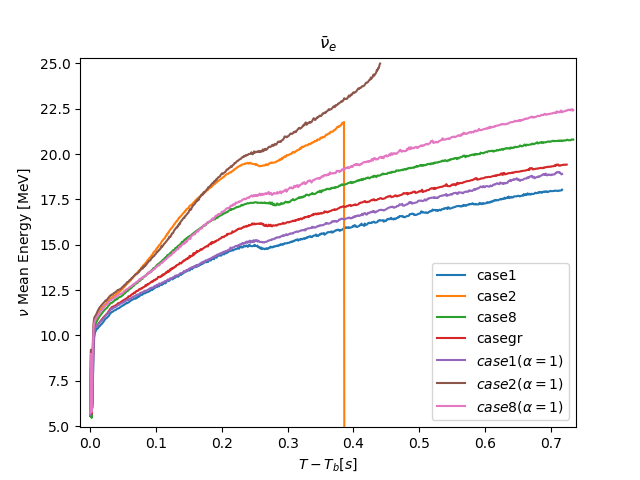 ν̄ₑ
ν Mean Energy [MeV]
25.0
22.5
20.0
17.5
15.0
12.5
10.0
7.5
5.0
case1
case2
case8
casegr
case1(α = 1)
case2(α = 1)
case8(α = 1)
0.0 0.1 0.2 0.3 0.4 0.5 0.6 0.7
T − T_b[s]